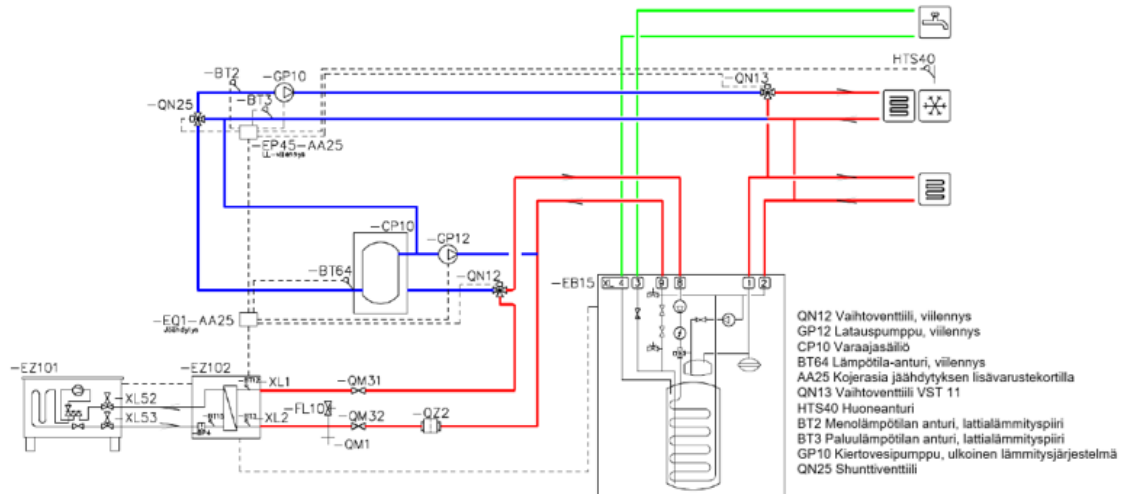 HTS40
-BT2
-GP10
-QN13
-QN25
-BT3
-EP45-AA25
-CP10
-GP12
-BT64
-QN12
-EB15
XL 4 3 9 8 1 2
-EQ1-AA25
Jäähdytys
-EZ101
-EZ102
-XL52
-XL1
-QM31
-XL53
-XL2
-FL10
-QM32
-QZ2
-QM1
QN12 Vaihtoventtiili, viilennys
GP12 Latauspumppu, viilennys
CP10 Varaajasäiliö
BT64 Lämpötila-anturi, viilennys
AA25 Kojerasia jäähdytyksen lisävarustekortilla
QN13 Vaihtoventtiili VST 11
HTS40 Huoneanturi
BT2 Menolämpötilan anturi, lattialämmityspiiri
BT3 Paluulämpötilan anturi, lattialämmityspiiri
GP10 Kiertovesipumppu, ulkoinen lämmitysjärjestelmä
QN25 Shunttiventtiili